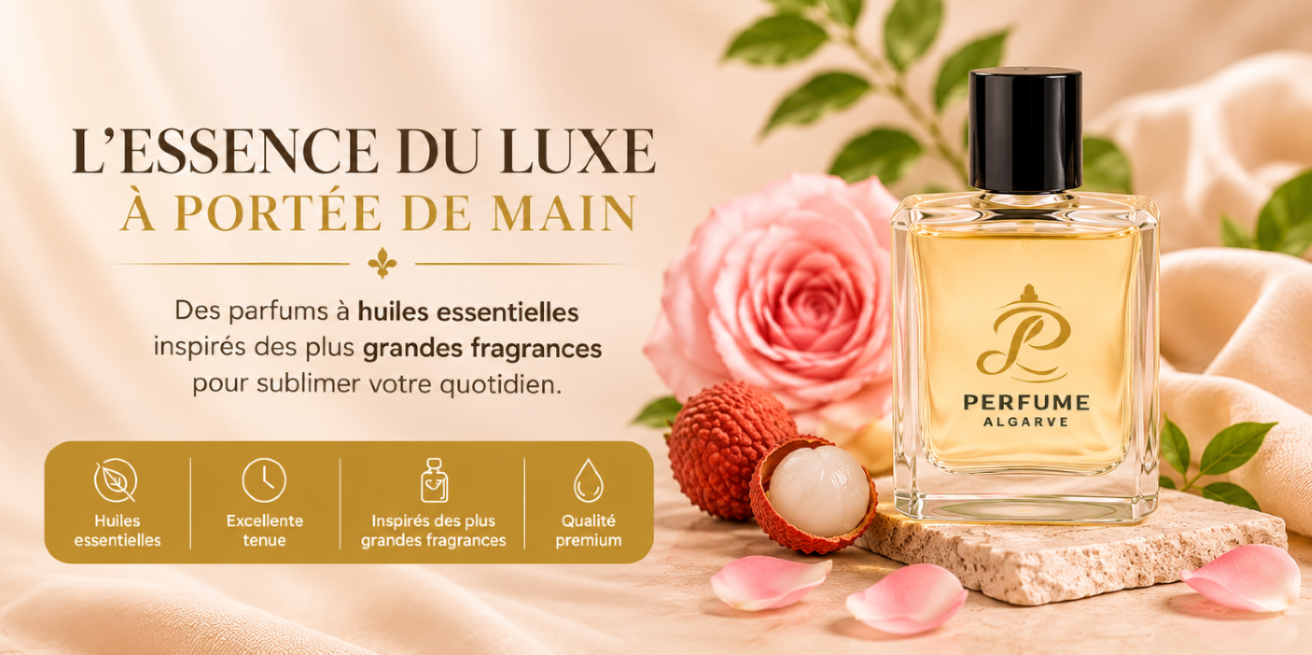 L'ESSENCE DU LUXE
À PORTÉE DE MAIN
Des parfums à huiles essentielles
inspirés des plus grandes fragrances
pour sublimer votre quotidien.
Huiles
essentielles
Excellente
tenue
Inspirés des plus
grandes fragrances
Qualité
premium
PERFUME
ALGARVE